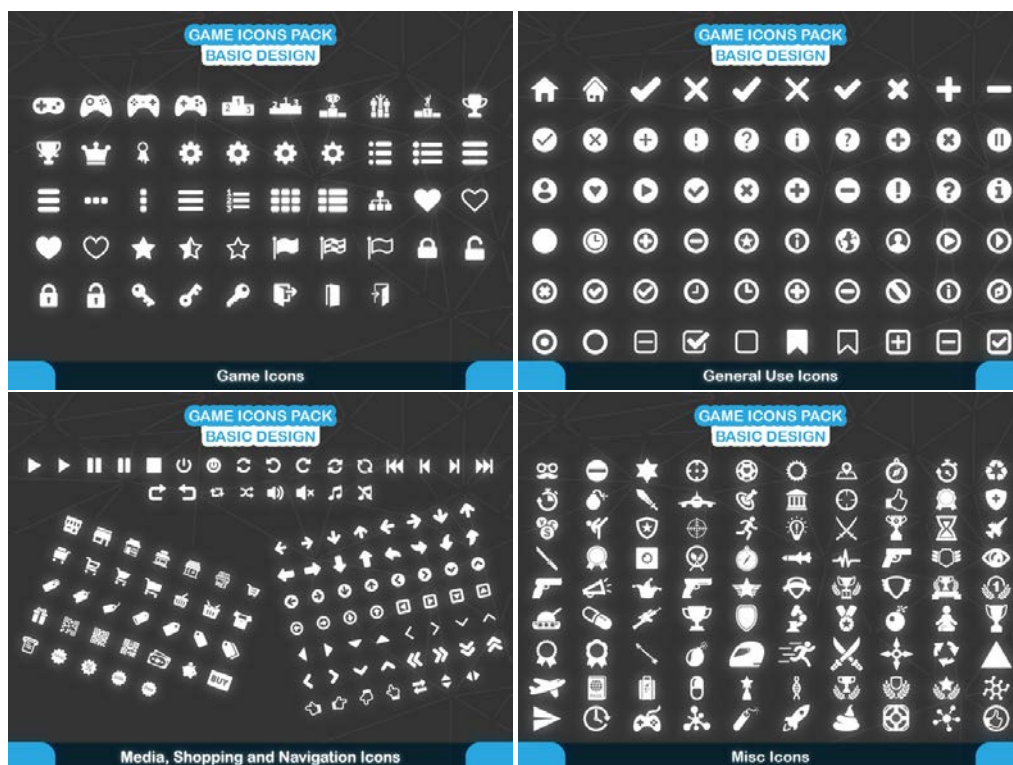 GAME ICONS PACK
BASIC DESIGN
Game Icons
GAME ICONS PACK
BASIC DESIGN
General Use Icons
GAME ICONS PACK
BASIC DESIGN
BUY
Media, Shopping and Navigation Icons
GAME ICONS PACK
BASIC DESIGN
Misc Icons